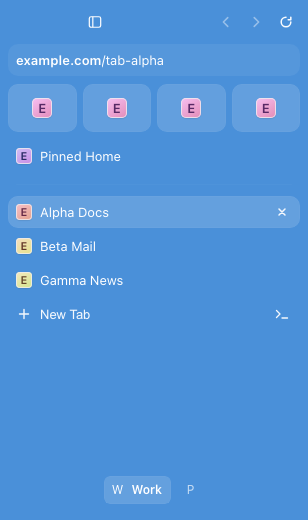 example.com/tab-alpha
E E E E
E Pinned Home
E Alpha Docs
E Beta Mail
E Gamma News
New Tab
W Work P